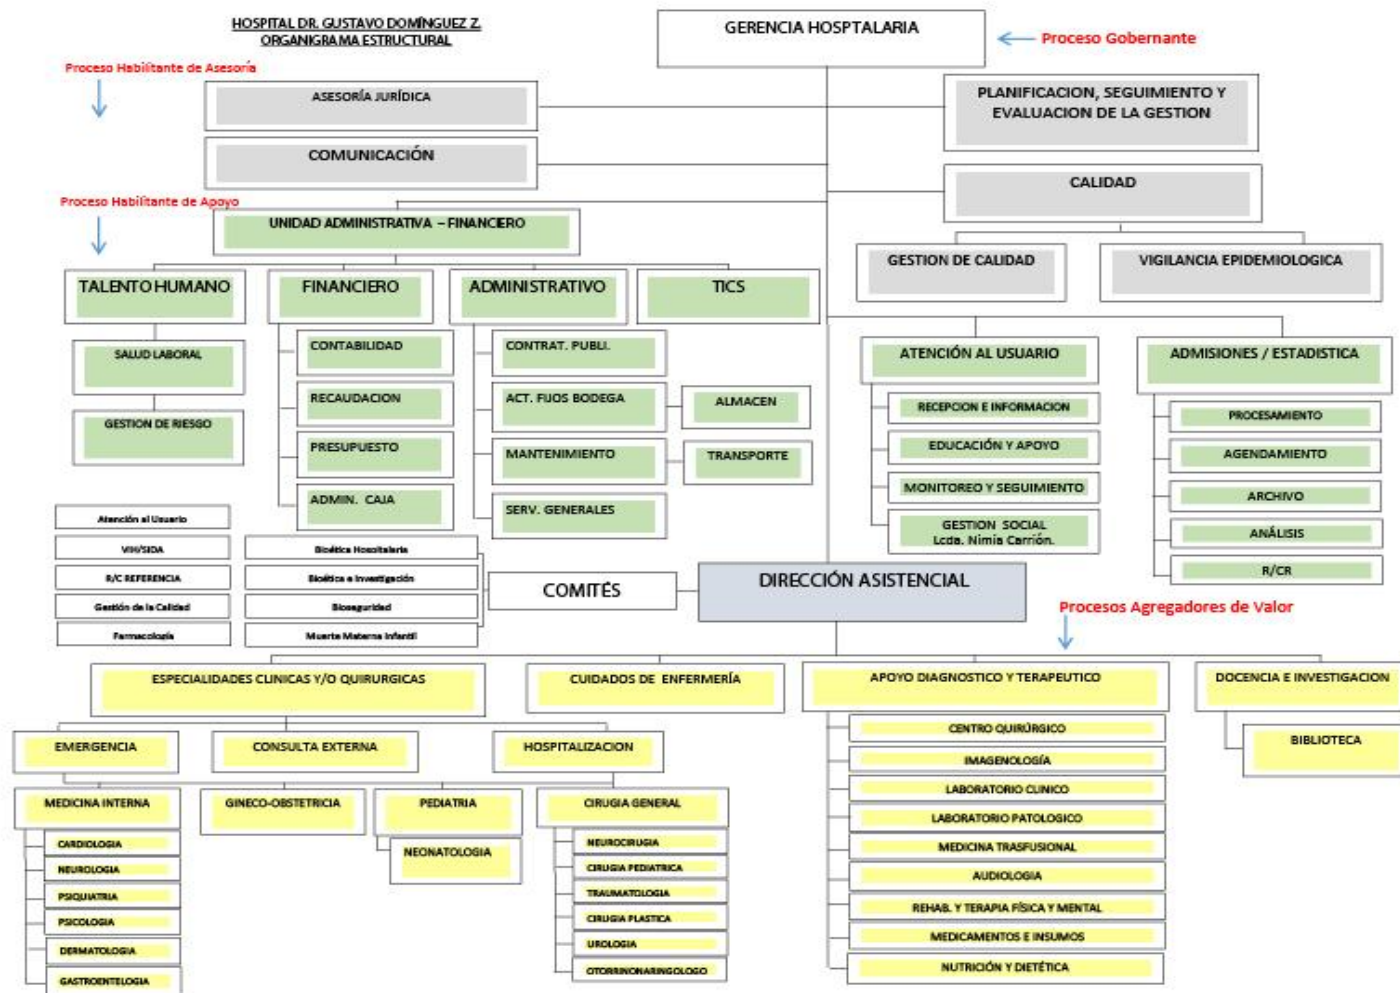 HOSPITAL DR. GUSTAVO DOMÍNGUEZ Z.
ORGANIGRAMA ESTRUCTURAL
GERENCIA HOSPTALARIA
Proceso Gobernante
Proceso Habilitante de Asesoría
ASESORÍA JURÍDICA
PLANIFICACION, SEGUIMIENTO Y
EVALUACION DE LA GESTION
COMUNICACIÓN
CALIDAD
Proceso Habilitante de Apoyo
UNIDAD ADMINISTRATIVA – FINANCIERO
GESTION DE CALIDAD
VIGILANCIA EPIDEMIOLOGICA
TALENTO HUMANO
FINANCIERO
ADMINISTRATIVO
TICS
SALUD LABORAL
GESTION DE RIESGO
CONTABILIDAD
RECAUDACION
PRESUPUESTO
ADMIN. CAJA
CONTRAT. PUBLI.
ACT. FIJOS BODEGA
ALMACEN
MANTENIMIENTO
TRANSPORTE
SERV. GENERALES
ATENCIÓN AL USUARIO
RECEPCION E INFORMACION
EDUCACIÓN Y APOYO
MONITOREO Y SEGUIMIENTO
GESTION SOCIAL
Lcda. Nimia Carrión.
ADMISIONES / ESTADISTICA
PROCESAMIENTO
AGENDAMIENTO
ARCHIVO
ANÁLISIS
R/CR
Atención al Usuario
VIH/SIDA
R/C REFERENCIA
Gestión de la Calidad
Farmacología
Bioética Hospitalaria
Bioética e Investigación
Bioseguridad
Muerte Materna Infantil
COMITÉS
DIRECCIÓN ASISTENCIAL
Procesos Agregadores de Valor
ESPECIALIDADES CLINICAS Y/O QUIRURGICAS
CUIDADOS DE ENFERMERÍA
APOYO DIAGNOSTICO Y TERAPEUTICO
DOCENCIA E INVESTIGACION
EMERGENCIA
CONSULTA EXTERNA
HOSPITALIZACION
MEDICINA INTERNA
GINECO-OBSTETRICIA
PEDIATRIA
CIRUGIA GENERAL
CARDIOLOGIA
NEUROLOGIA
PSIQUIATRIA
PSICOLOGIA
DERMATOLOGIA
GASTROENTELOGIA
NEONATOLOGIA
NEUROCIRUGIA
CIRUGIA PEDIATRICA
TRAUMATOLOGIA
CIRUGIA PLASTICA
UROLOGIA
OTORRINONARINGOLOGO
CENTRO QUIRÚRGICO
IMAGENOLOGÍA
LABORATORIO CLINICO
LABORATORIO PATOLOGICO
MEDICINA TRASFUSIONAL
AUDIOLOGIA
REHAB. Y TERAPIA FÍSICA Y MENTAL
MEDICAMENTOS E INSUMOS
NUTRICIÓN Y DIETÉTICA
BIBLIOTECA